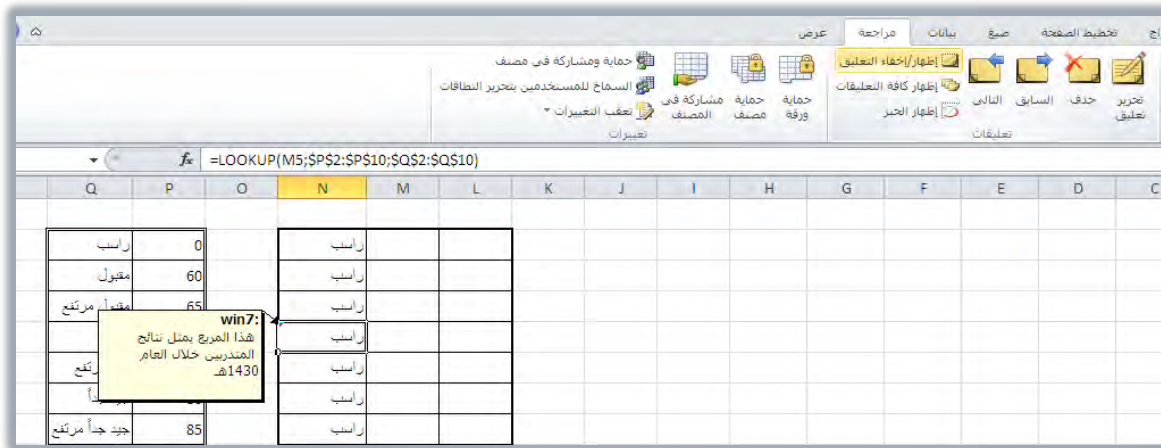 تخطيط الصفحة صيغ بيانات مراجعة عرض
تحرير تعليق
حذف
السابق
التالي
إظهار/إخفاء التعليق
إظهار كافة التعليقات
إظهار الحبر
تعليقات
حماية ورقة
حماية مصنف
مشاركة في المصنف
حماية ومشاركة في مصنف
السماح للمستخدمين بتحرير النطاقات
تعقب التغييرات
تغييرات
fx =LOOKUP(M5;$P$2:$P$10;$Q$2:$Q$10)
Q P O N M L K J I H G F E D C
راسب 0 راسب
مقبول 60 راسب
مقبول مرتفع 65 راسب
راسب
راسب
راسب
جيد جداً مرتفع 85 راسب
win7:
هذا المربع يمثل نتائج
المتدربين خلال العام
1430هـ